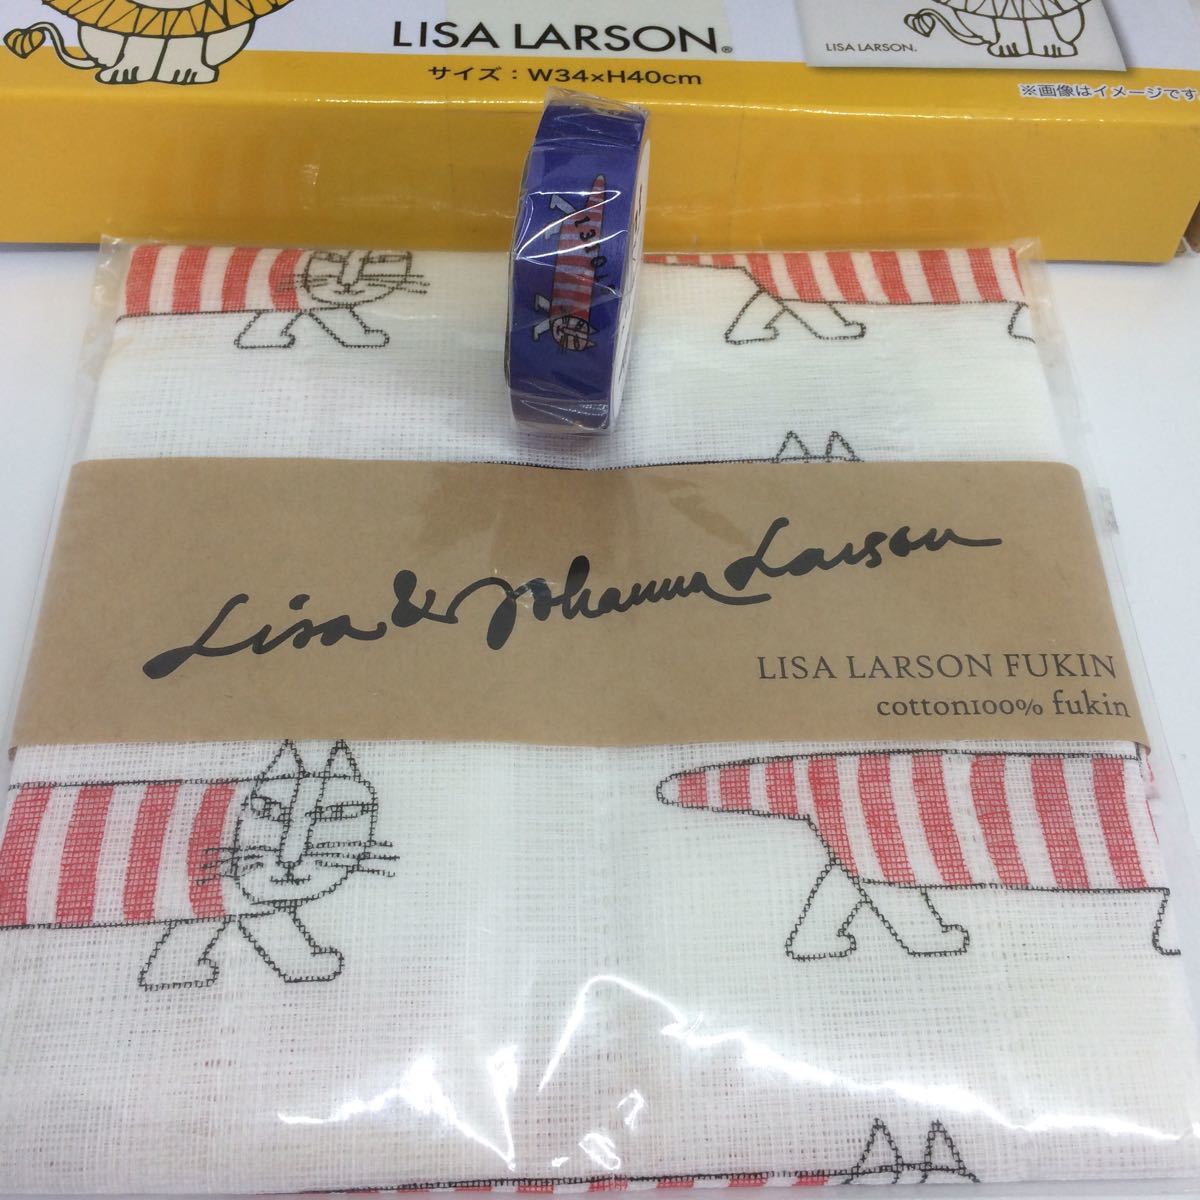 LISA LARSON®
サイズ：W34×H40cm
LISA LARSON.
※画像はイメージです
Lisa & Johanna Larson
LISA LARSON FUKIN
cotton100% fukin